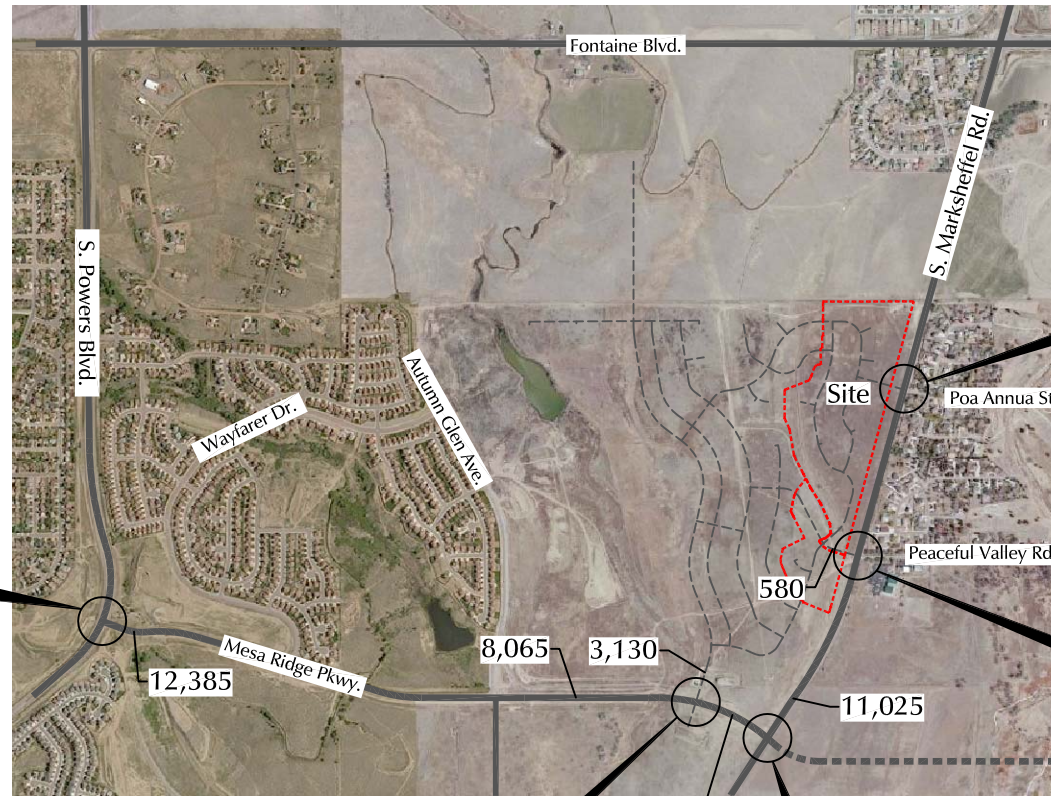 Fontaine Blvd.
S. Marksheffel Rd.
S. Powers Blvd.
Autumn Glen Ave.
Wayfarer Dr.
Site
Poa Annua St
Peaceful Valley Rd
580
8,065
3,130
Mesa Ridge Pkwy.
12,385
11,025